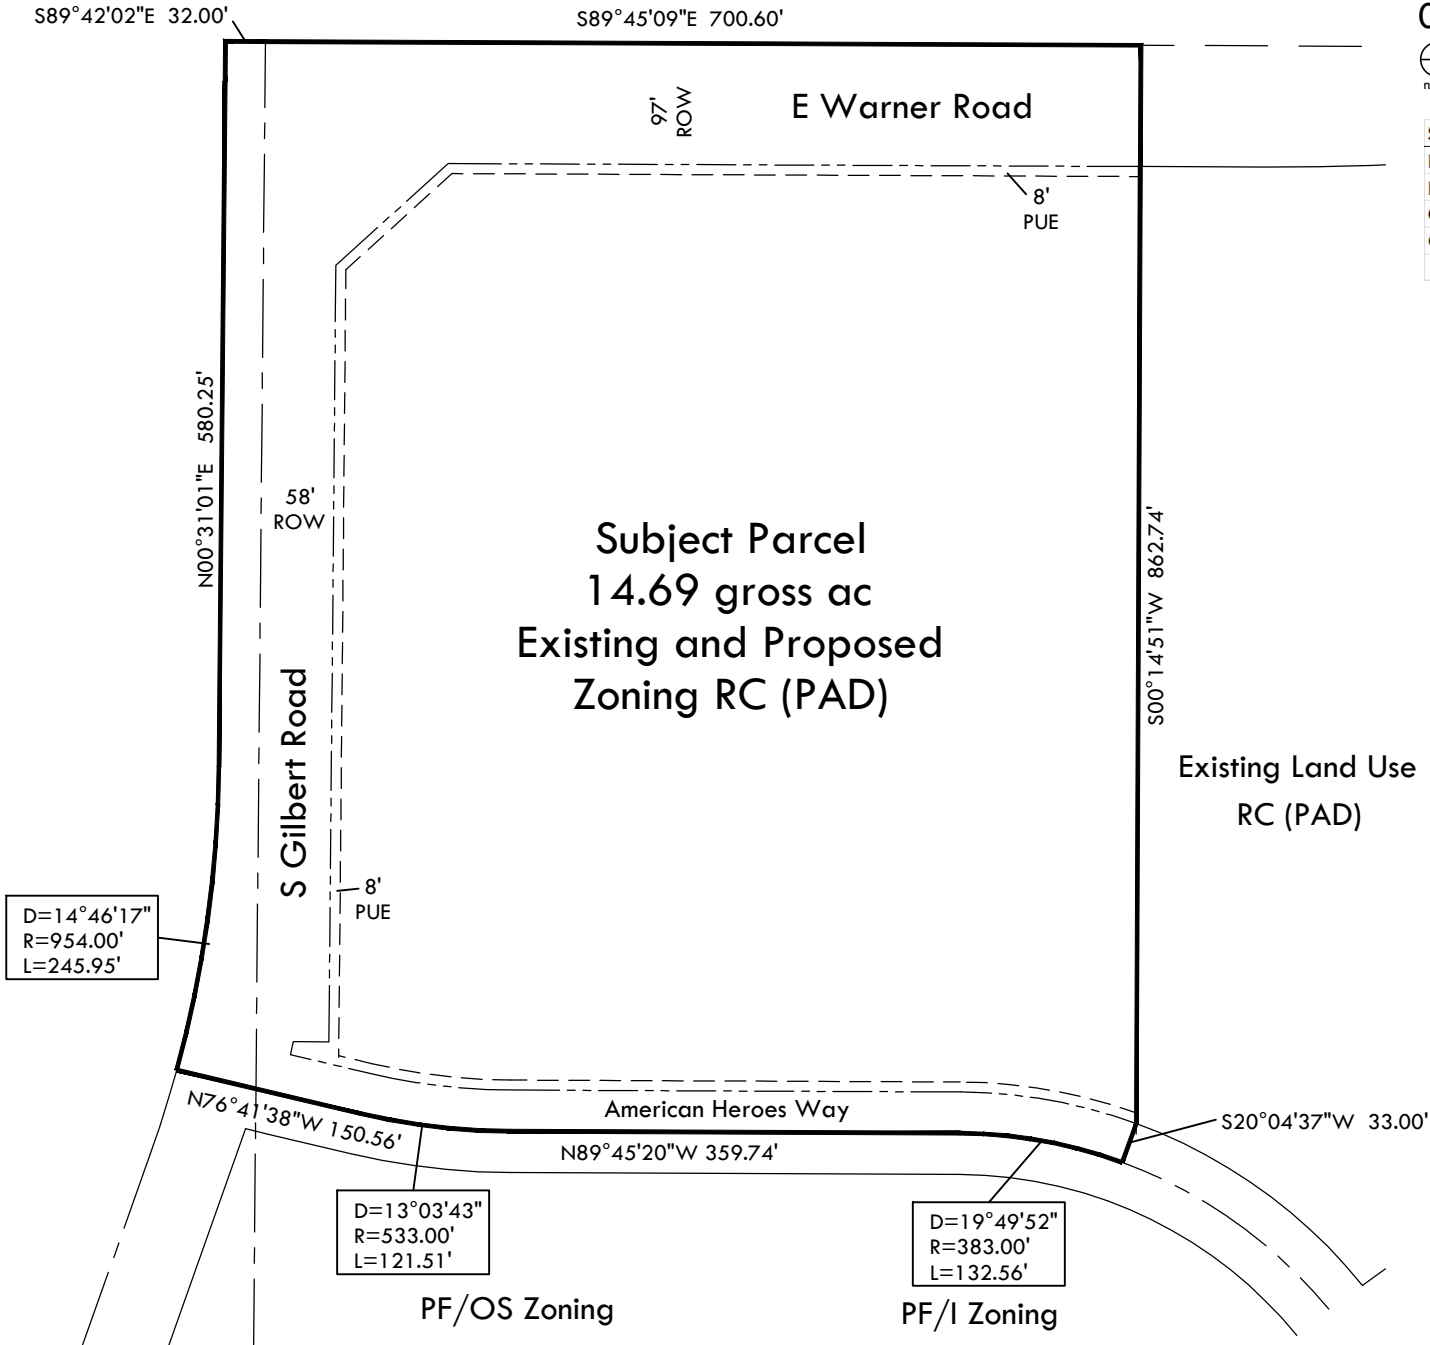 S89°42'02"E 32.00'
S89°45'09"E 700.60'
97'
ROW
E Warner Road
8'
PUE
N00°31'01"E 580.25'
58'
ROW
Subject Parcel
14.69 gross ac
Existing and Proposed
Zoning RC (PAD)
S00°14'51"W 862.74'
S Gilbert Road
Existing Land Use
RC (PAD)
8'
PUE
D=14°46'17"
R=954.00'
L=245.95'
N76°41'38"W 150.56'
American Heroes Way
N89°45'20"W 359.74'
S20°04'37"W 33.00'
D=13°03'43"
R=533.00'
L=121.51'
D=19°49'52"
R=383.00'
L=132.56'
PF/OS Zoning
PF/I Zoning